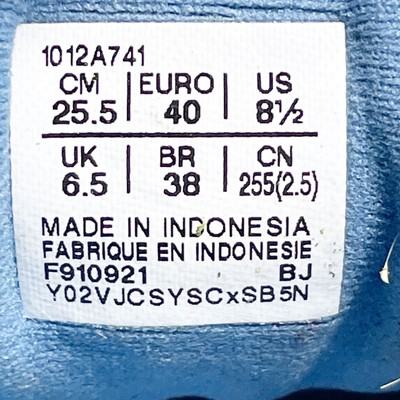 1012A741
CM | EURO | US
25.5 | 40 | 8½
UK | BR | CN
6.5 | 38 | 255(2.5)
MADE IN INDONESIA
FABRIQUE EN INDONESIE
F910921 BJ
Y02VJCSYSCxSB5N